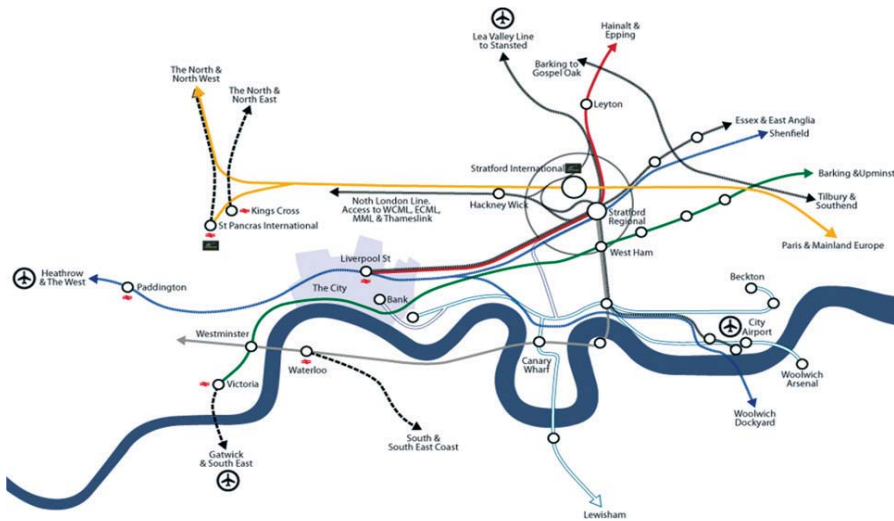 Lea Valley Line
to Stansted
Hainalt &
Epping
Barking to
Gospel Oak
The North &
North West
The North &
North East
Leyton
Essex & East Anglia
Shenfield
Stratford International
Barking &Upminst
Noth London Line.
Access to WCML, ECML,
MML & Thameslink
Hackney Wick
Tilbury &
Southend
Kings Cross
Stratford
Regional
St Pancras International
West Ham
Paris & Mainland Europe
Liverpool St
Heathrow
& The West
Paddington
The City
Bank
Beckton
City
Airport
Westminster
Waterloo
Canary
Wharf
Woolwich
Arsenal
Victoria
Woolwich
Dockyard
South &
South East Coast
Gatwick
& South East
Lewisham